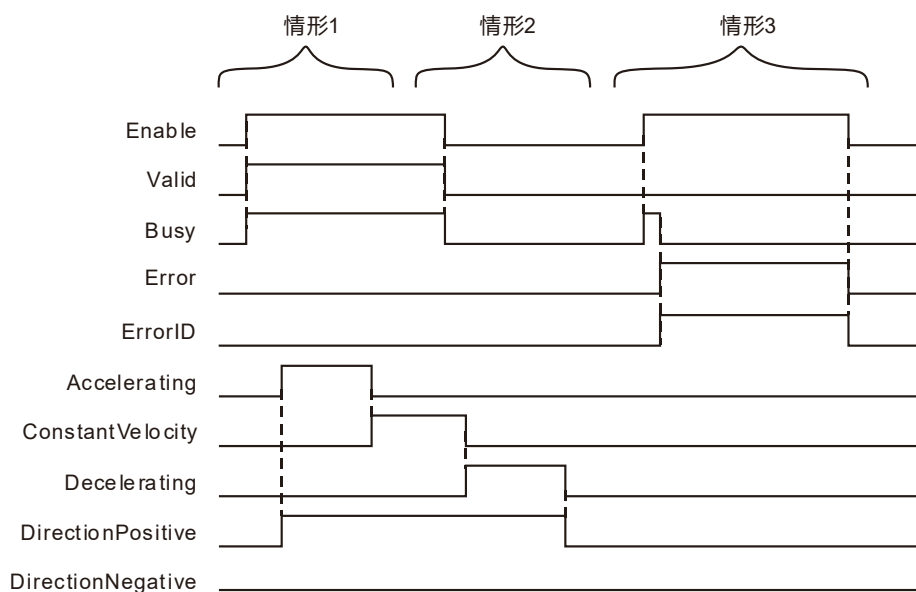 情形1 情形2 情形3
Enable
Valid
Busy
Error
ErrorID
Accelerating
ConstantVelocity
Decelerating
DirectionPositive
DirectionNegative